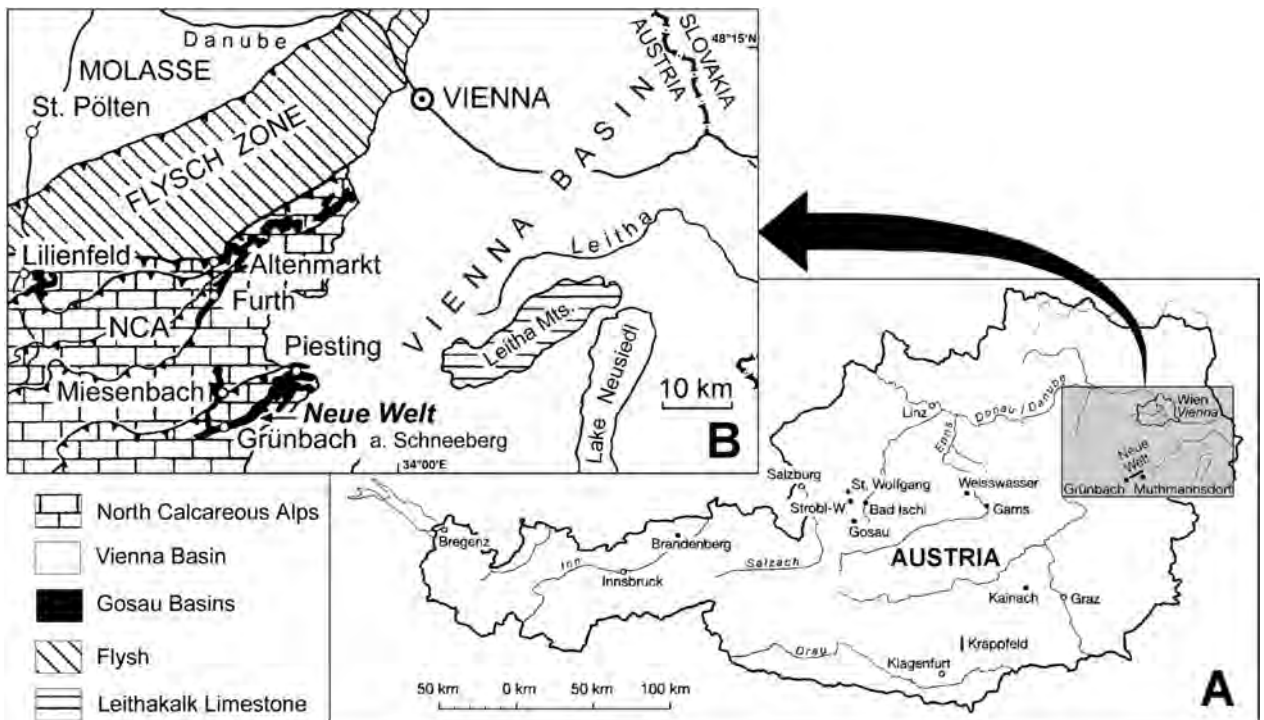 Danube
MOLASSE
St. Pölten
VIENNA
FLYSCH ZONE
SLOVAKIA
AUSTRIA
48°15'N
VIENNA BASIN
Leitha
Leitha Mts.
Lake Neusiedl
Lilienfeld
Altenmarkt
Furth
NCA
Piesting
Miesenbach
Neue Welt
Grünbach a. Schneeberg
10 km
B
34°00'E
North Calcareous Alps
Vienna Basin
Gosau Basins
Flysh
Leithakalk Limestone
Linz
Donau / Danube
Wien
Vienna
Enns
Neue
Welt
Grünbach
Muthmannsdorf
Salzburg
St. Wolfgang
Weisswasser
Strobl-W.
Bad Ischl
Gams
Gosau
Bregenz
Brandenberg
Inn
Innsbruck
Salzach
AUSTRIA
Kainach
Graz
Krappfeld
Drau
Klagenfurt
50 km 0 km 50 km 100 km
A